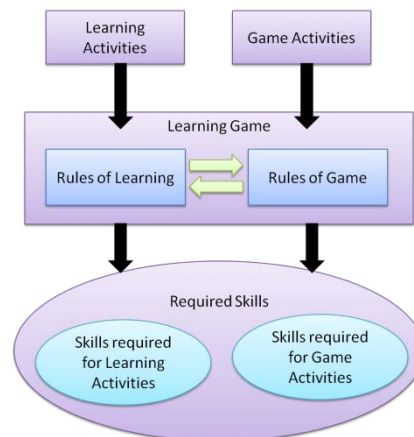 Learning
Activities
Game Activities
Learning Game
Rules of Learning
Rules of Game
Required Skills
Skills required
for Learning
Activities
Skills required
for Game
Activities